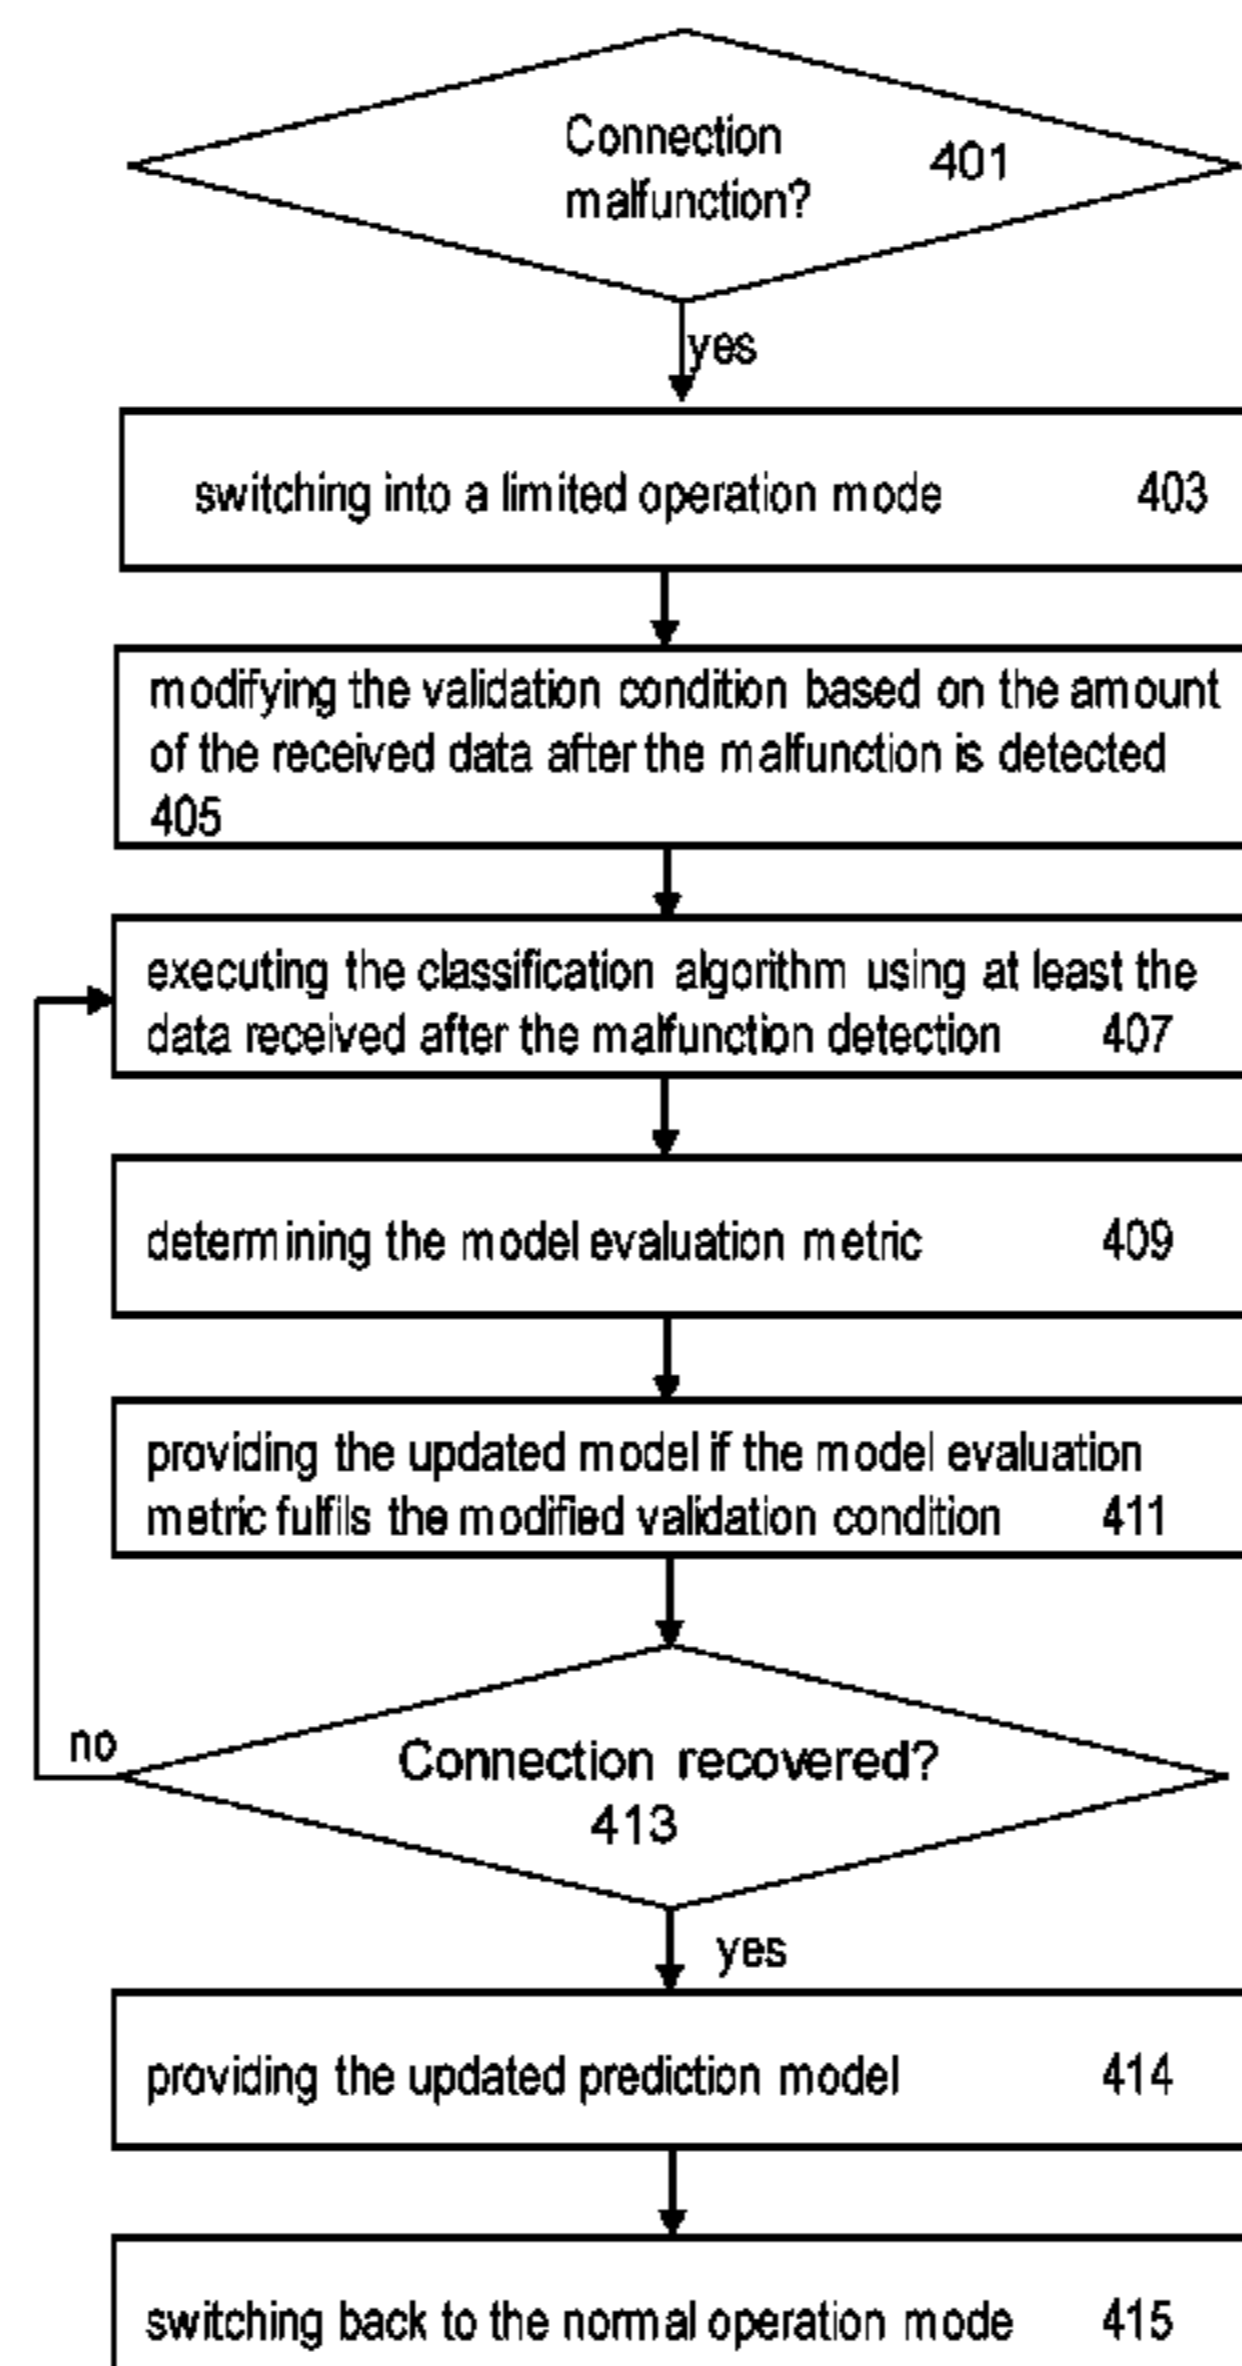 Connection
malfunction? 401
yes
switching into a limited operation mode 403
modifying the validation condition based on the amount
of the received data after the malfunction is detected
405
executing the classification algorithm using at least the
data received after the malfunction detection 407
determining the model evaluation metric 409
providing the updated model if the model evaluation
metric fulfils the modified validation condition 411
no
Connection recovered?
413
yes
providing the updated prediction model 414
switching back to the normal operation mode 415